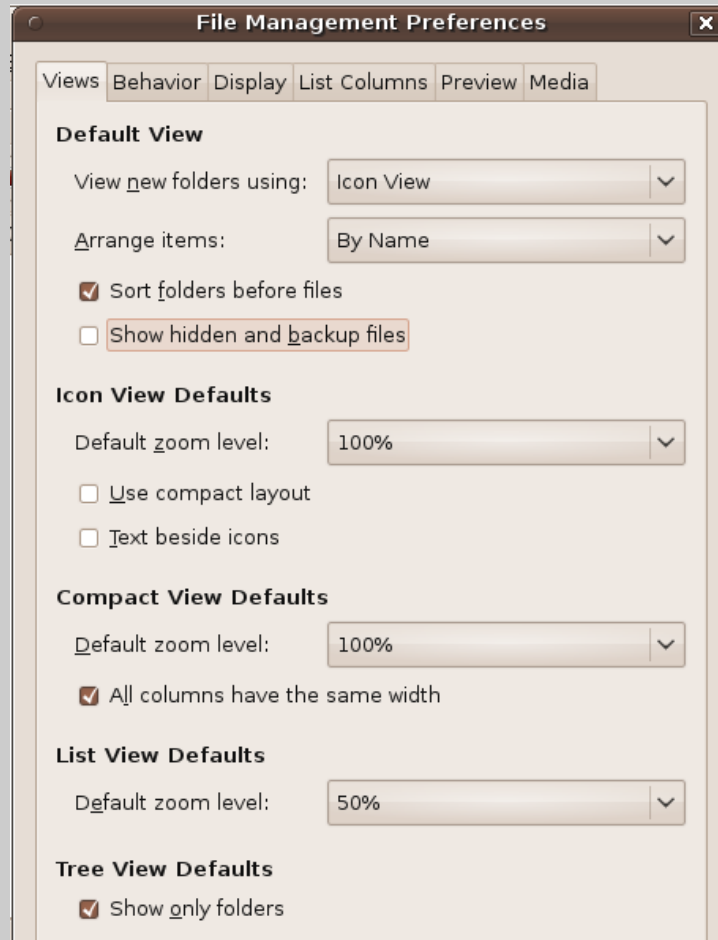 File Management Preferences
Views Behavior Display List Columns Preview Media
Default View
View new folders using: Icon View
Arrange items: By Name
Sort folders before files
Show hidden and backup files
Icon View Defaults
Default zoom level: 100%
Use compact layout
Text beside icons
Compact View Defaults
Default zoom level: 100%
All columns have the same width
List View Defaults
Default zoom level: 50%
Tree View Defaults
Show only folders